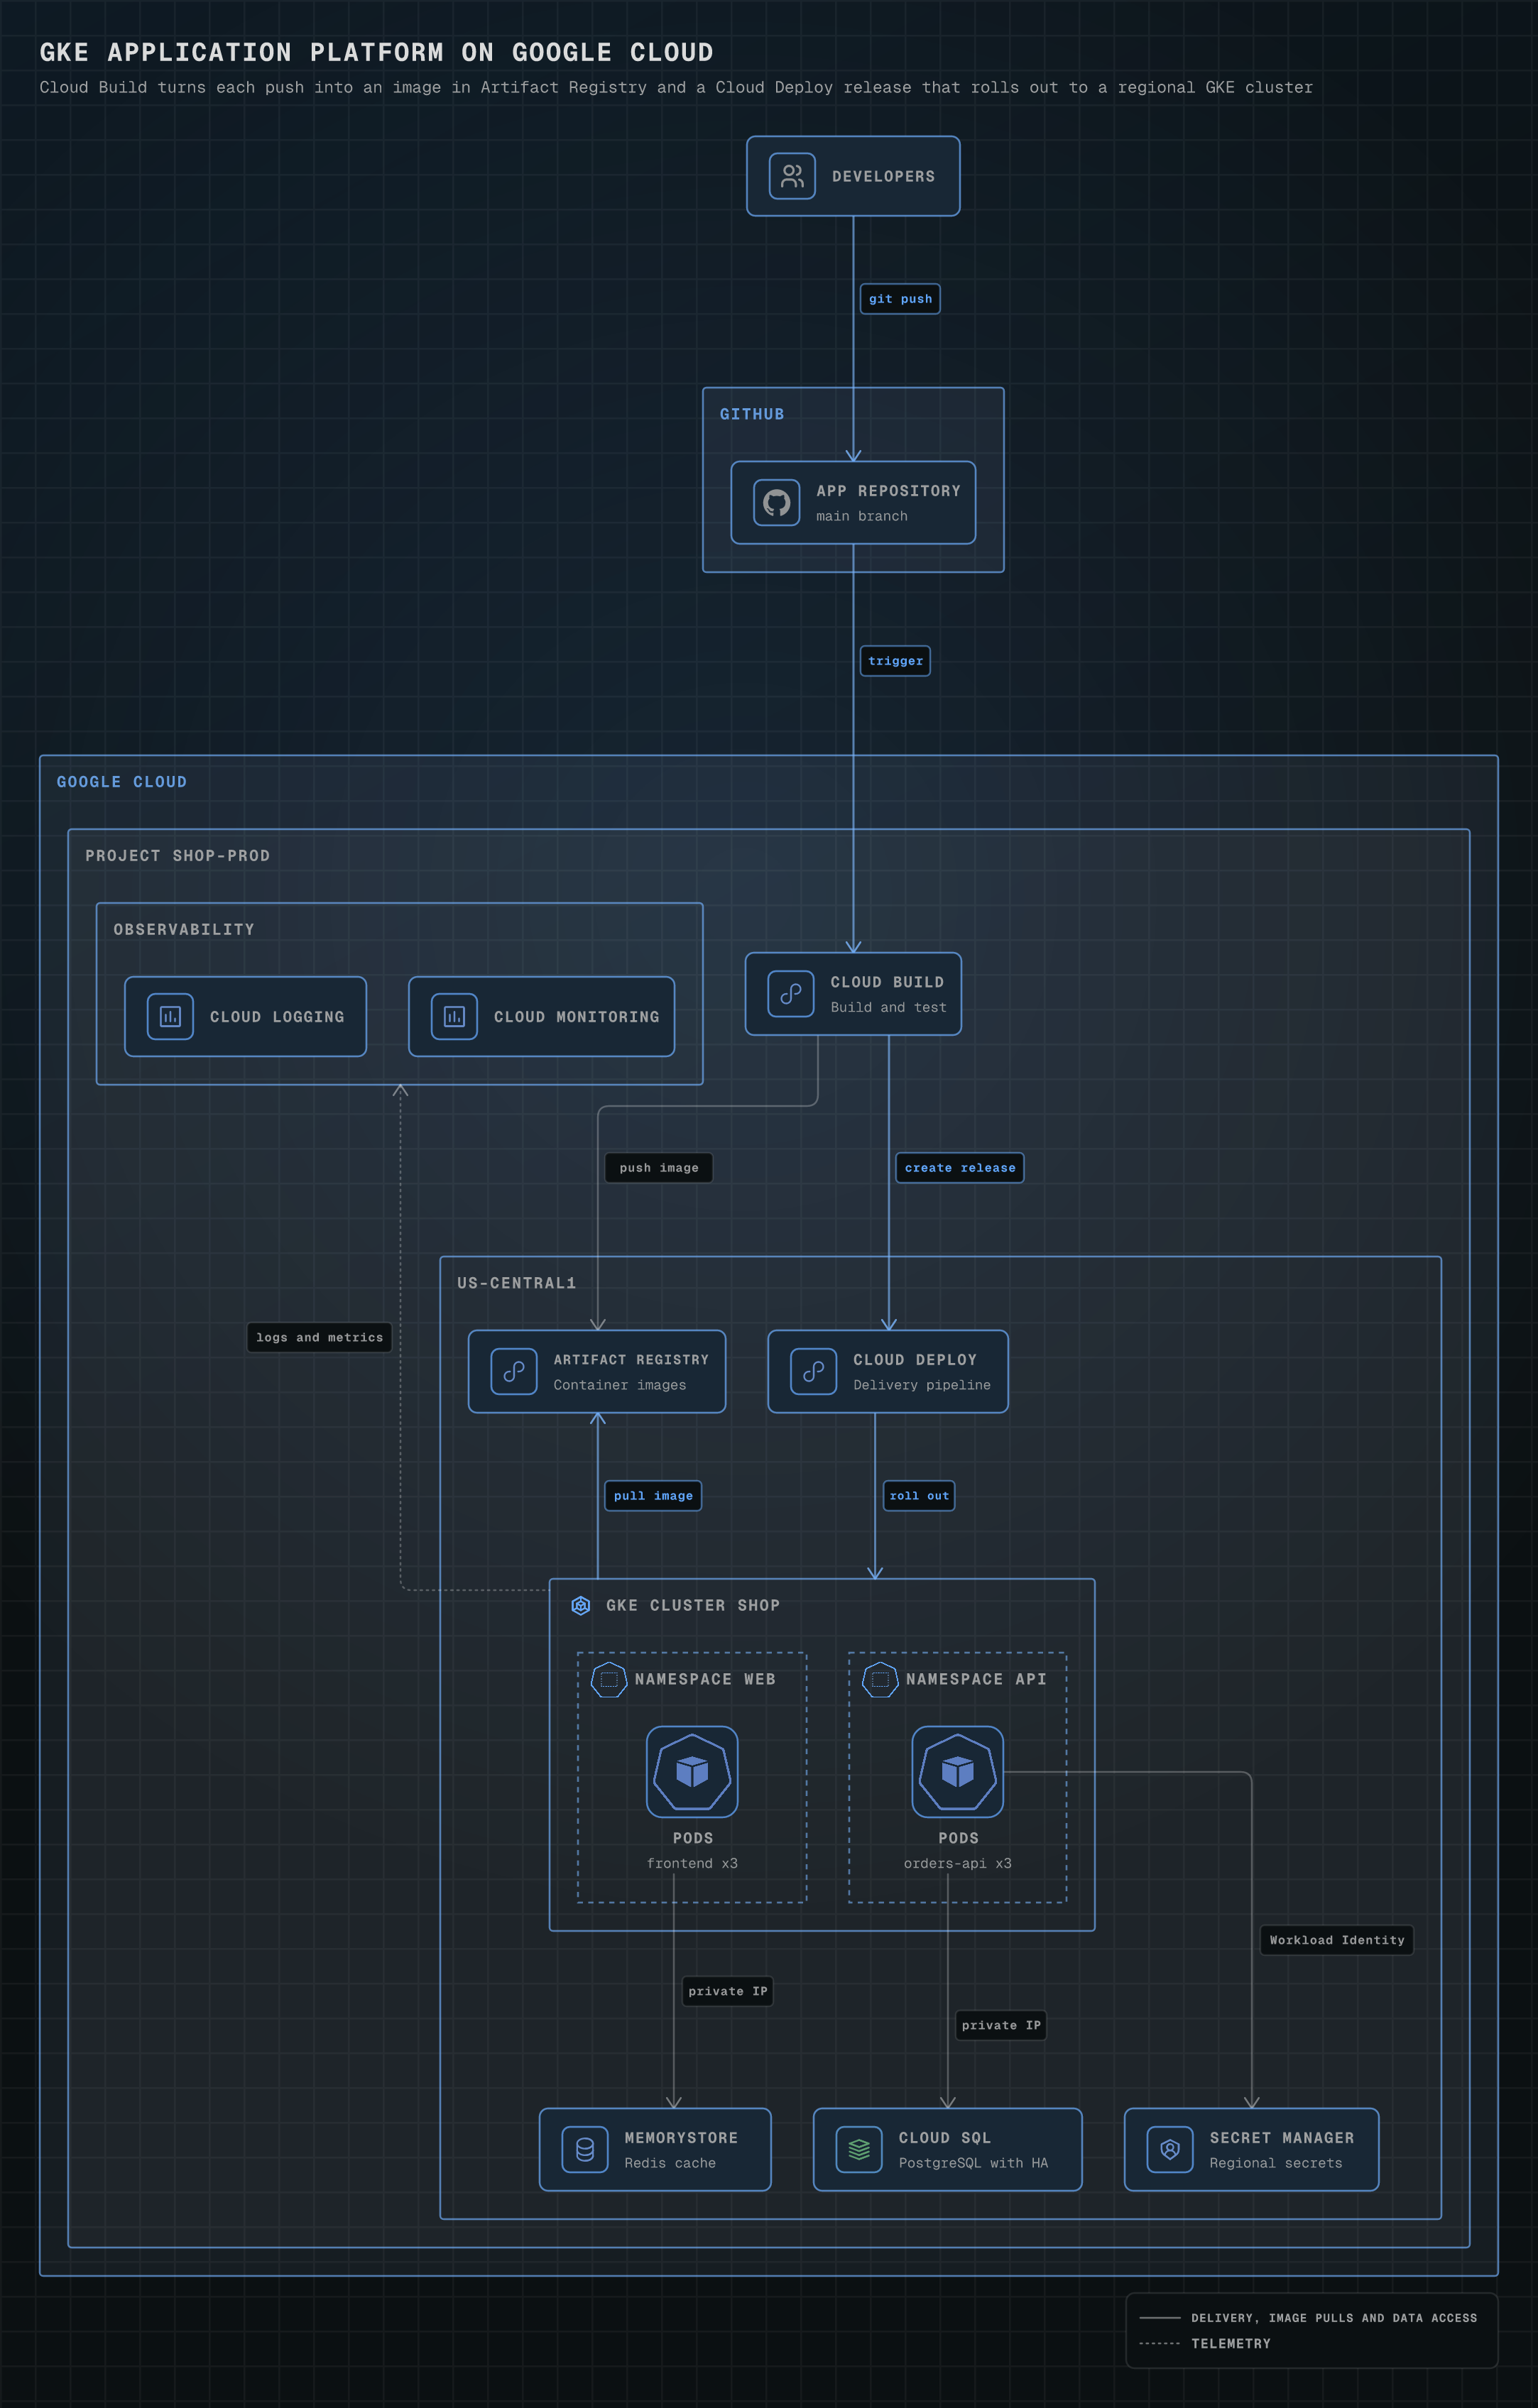 GKE APPLICATION PLATFORM ON GOOGLE CLOUD
Cloud Build turns each push into an image in Artifact Registry and a Cloud Deploy release that rolls out to a regional GKE cluster
DEVELOPERS
git push
GITHUB
APP REPOSITORY
main branch
trigger
GOOGLE CLOUD
PROJECT SHOP-PROD
OBSERVABILITY
CLOUD LOGGING
CLOUD MONITORING
CLOUD BUILD
Build and test
push image
create release
US-CENTRAL1
logs and metrics
ARTIFACT REGISTRY
Container images
CLOUD DEPLOY
Delivery pipeline
pull image
roll out
GKE CLUSTER SHOP
NAMESPACE WEB
NAMESPACE API
PODS
frontend x3
PODS
orders-api x3
Workload Identity
private IP
private IP
MEMORYSTORE
Redis cache
CLOUD SQL
PostgreSQL with HA
SECRET MANAGER
Regional secrets
DELIVERY, IMAGE PULLS AND DATA ACCESS
TELEMETRY